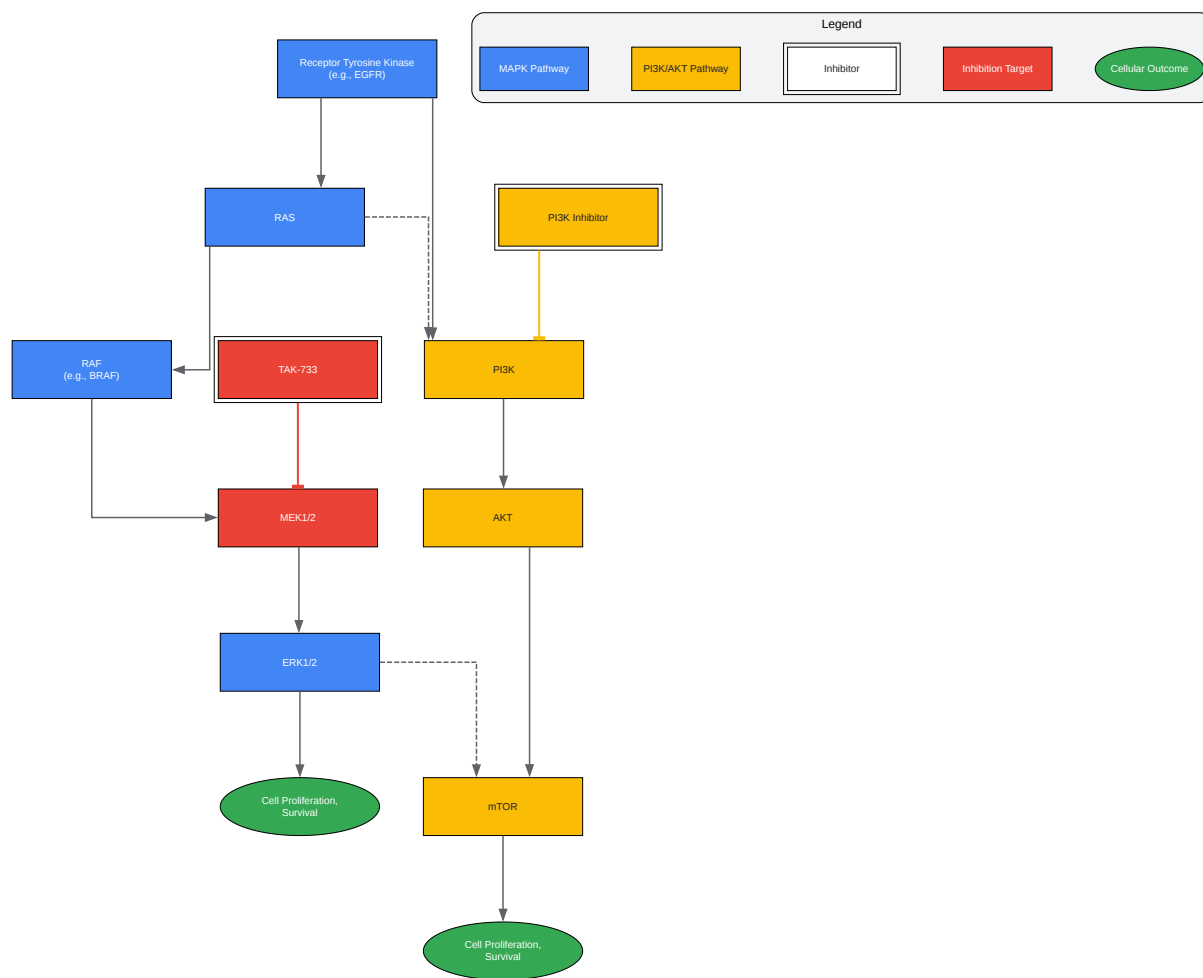 Legend
MAPK Pathway
PI3K/AKT Pathway
Inhibitor
Inhibition Target
Cellular Outcome
Receptor Tyrosine Kinase
(e.g., EGFR)
RAS
PI3K Inhibitor
RAF
(e.g., BRAF)
TAK-733
PI3K
MEK1/2
AKT
ERK1/2
Cell Proliferation,
Survival
mTOR
Cell Proliferation,
Survival